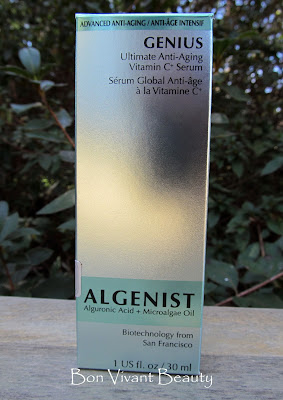 ADVANCED ANTI-AGING / ANTI-ÂGE INTENSIF
GENIUS
Ultimate Anti-Aging
Vitamin C+ Serum
Sérum Global Anti-âge
à la Vitamine C+
ALGENIST
Alguronic Acid + Microalgae Oil
Biotechnology from
San Francisco
1 US fl. oz / 30 ml
Bon Vivant Beauty